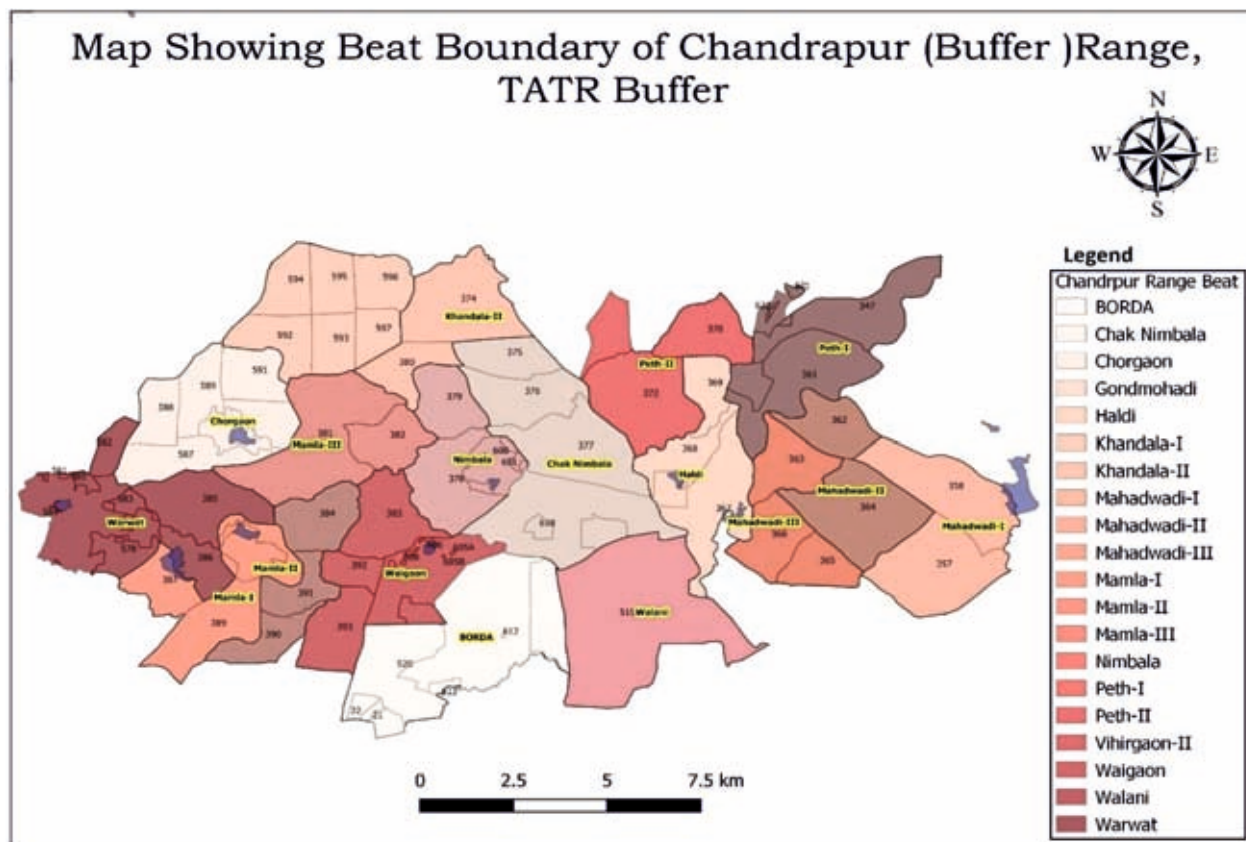 Map Showing Beat Boundary of Chandrapur (Buffer )Range,
TATR Buffer
N
W E
S
Legend
Chandrpur Range Beat
BORDA
Chak Nimbala
Chorgaon
Gondmohadi
Haldi
Khandala-I
Khandala-II
Mahadwadi-I
Mahadwadi-II
Mahadwadi-III
Mamla-I
Mamla-II
Mamla-III
Nimbala
Peth-I
Peth-II
Vihirgaon-II
Waigaon
Walani
Warwat
594 595 596
374
Khandala-II
592 593 597
380
375
376
370
347
Peth-I
361
Peth-II
372
369
591
589
588
Chorgaon
587
381
Mamla-III
382
379
Nimbala
378
377
Chak Nimbala
368
Haldi
362
363
Mahadwadi-II
364
358
Mahadwadi-I
357
Mahadwadi-III
366
365
385
Warwat
578
386
384
383
387
Mamla-II
Mamla-I
389
391
390
392
Waigaon
393
515
Walani
BORDA
517
520
22
21
0 2.5 5 7.5 km